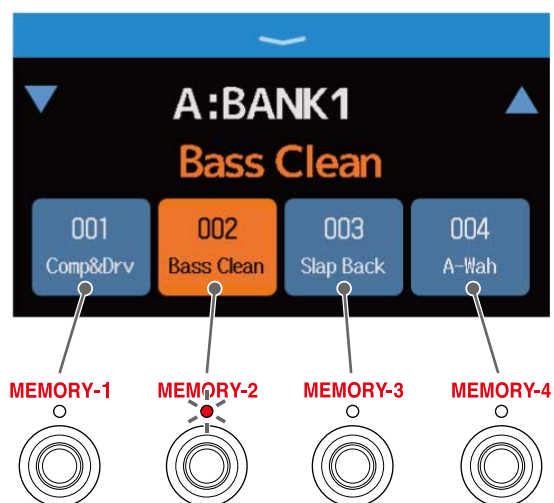 A:BANK1
Bass Clean
001 002 003 004
Comp&Drv Bass Clean Slap Back A-Wah
MEMORY-1 MEMORY-2 MEMORY-3 MEMORY-4